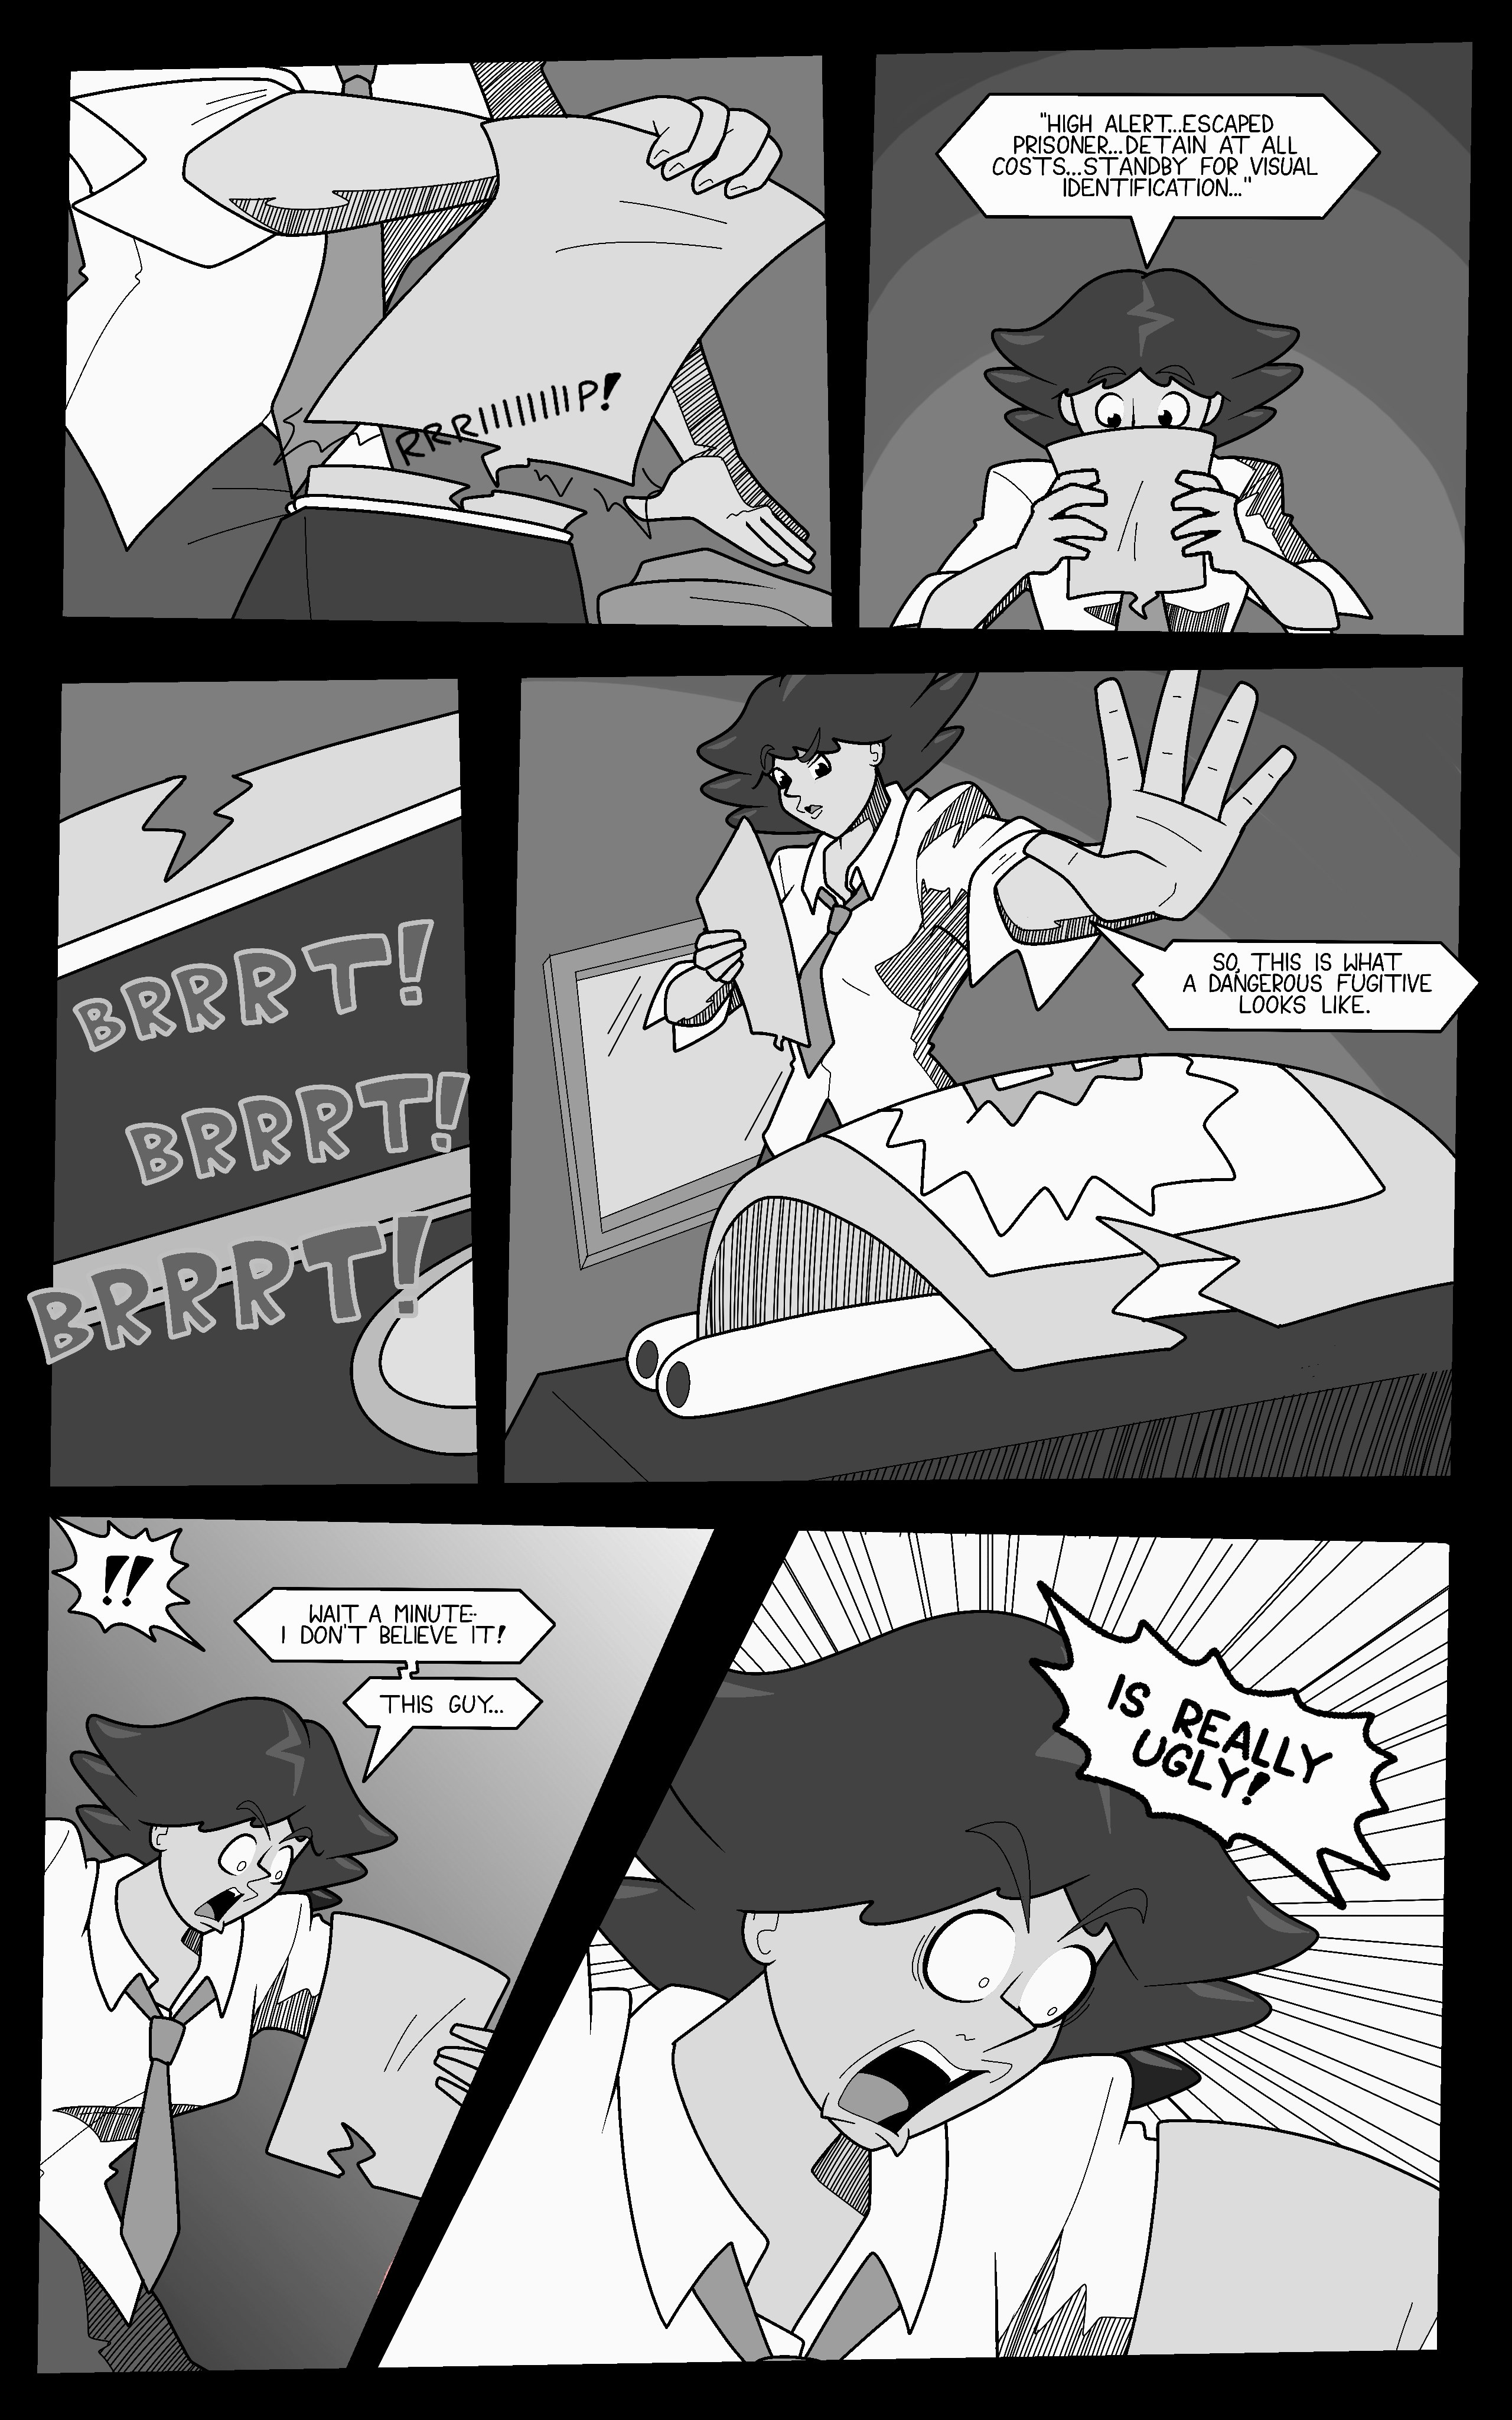 RRRIIIIIIIIP!
"HIGH ALERT...ESCAPED
PRISONER...DETAIN AT ALL
COSTS...STANDBY FOR VISUAL
IDENTIFICATION..."
BRRRT!
BRRRT!
BRRRT!
SO, THIS IS WHAT
A DANGEROUS FUGITIVE
LOOKS LIKE.
!!
WAIT A MINUTE--
I DON'T BELIEVE IT!
THIS GUY...
IS REALLY
UGLY!